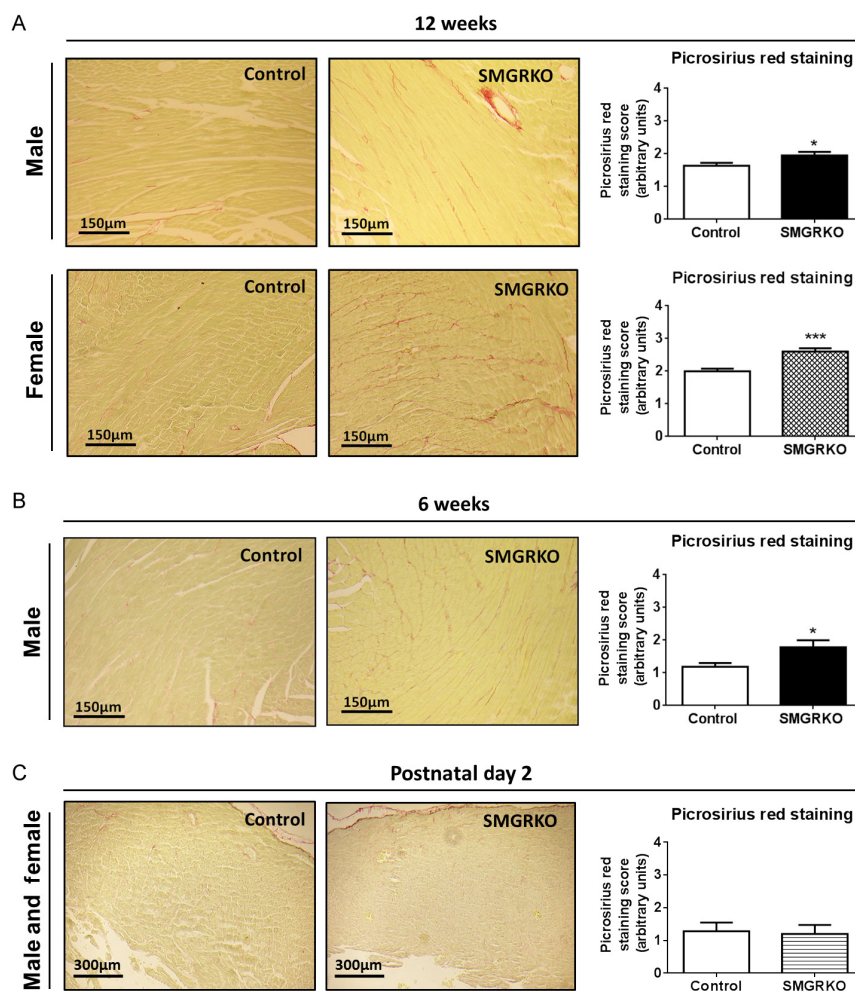 A
12 weeks
Male
Control
150µm
SMGRKO
150µm
Picrosirius red staining
Picrosirius red
staining score
(arbitrary units)
4
3
2
1
0
*
Control
SMGRKO
Female
Control
150µm
SMGRKO
150µm
Picrosirius red staining
Picrosirius red
staining score
(arbitrary units)
4
3
2
1
0
***
Control
SMGRKO
B
6 weeks
Male
Control
150µm
SMGRKO
150µm
Picrosirius red staining
Picrosirius red
staining score
(arbitrary units)
4
3
2
1
0
*
Control
SMGRKO
C
Postnatal day 2
Male and female
Control
300µm
SMGRKO
300µm
Picrosirius red staining
Picrosirius red
staining score
(arbitrary units)
4
3
2
1
0
Control
SMGRKO